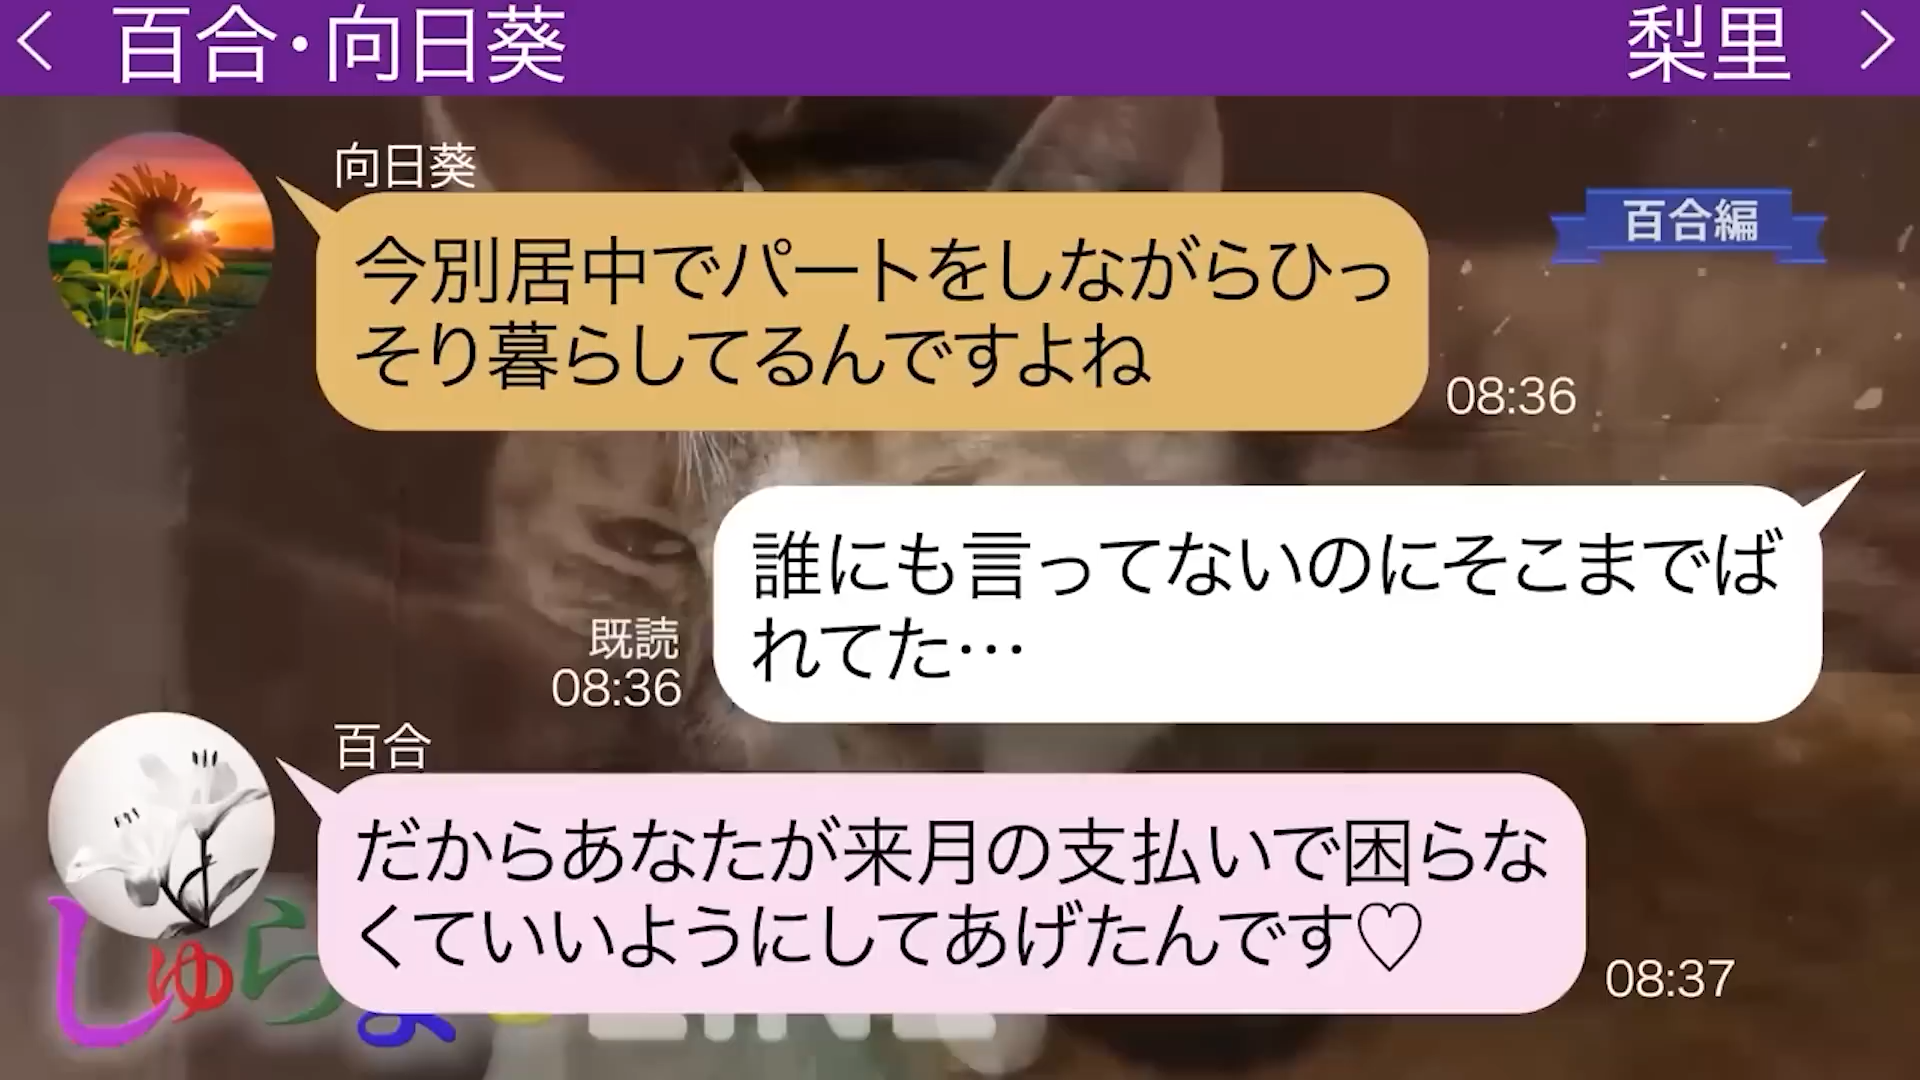 百合・向日葵
梨里
向日葵
百合編
今別居中でパートをしながらひっ
そり暮らしてるんですよね
08:36
誰にも言ってないのにそこまでば
れてた…
既読
08:36
百合
だからあなたが来月の支払いで困らな
くていいようにしてあげたんです♡
08:37
しゅら